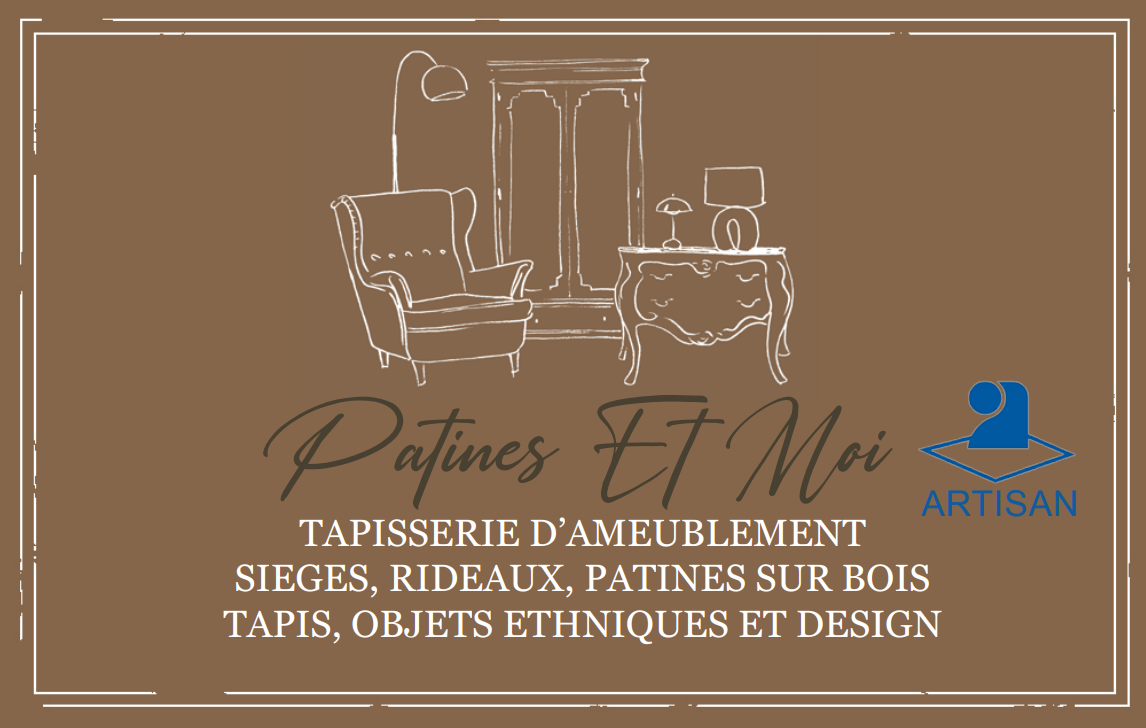 Patines Et Moi
ARTISAN
TAPISSERIE D’AMEUBLEMENT
SIEGES, RIDEAUX, PATINES SUR BOIS
TAPIS, OBJETS ETHNIQUES ET DESIGN